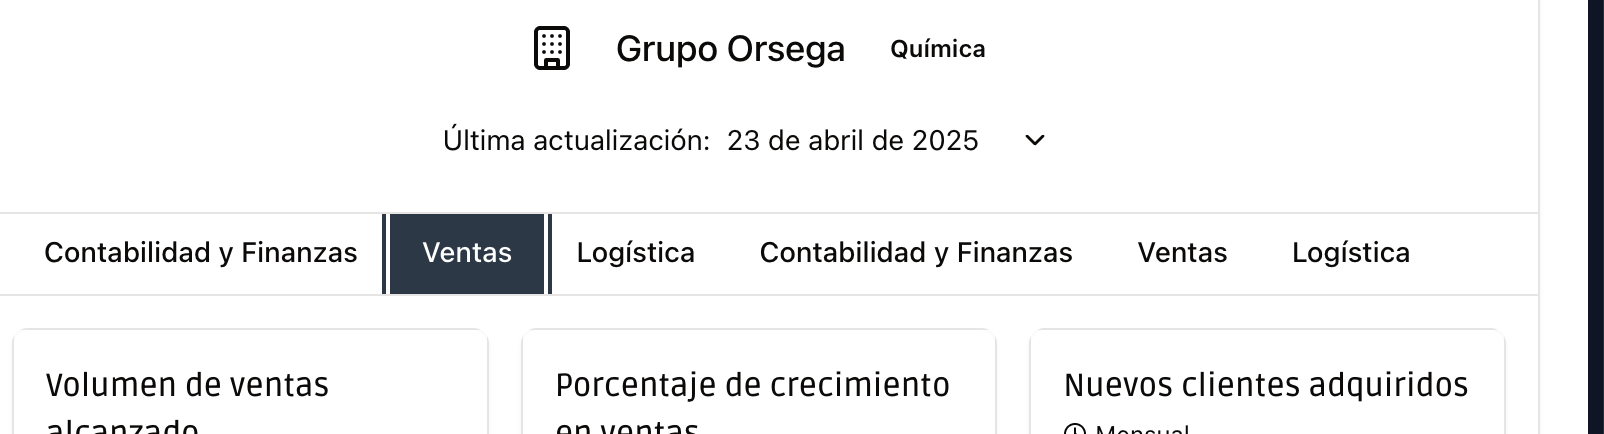 Grupo Orsega Química
Última actualización: 23 de abril de 2025
Contabilidad y Finanzas Ventas Logística Contabilidad y Finanzas Ventas Logística
Volumen de ventas
alcanzado
Porcentaje de crecimiento
en ventas
Nuevos clientes adquiridos
Mensual